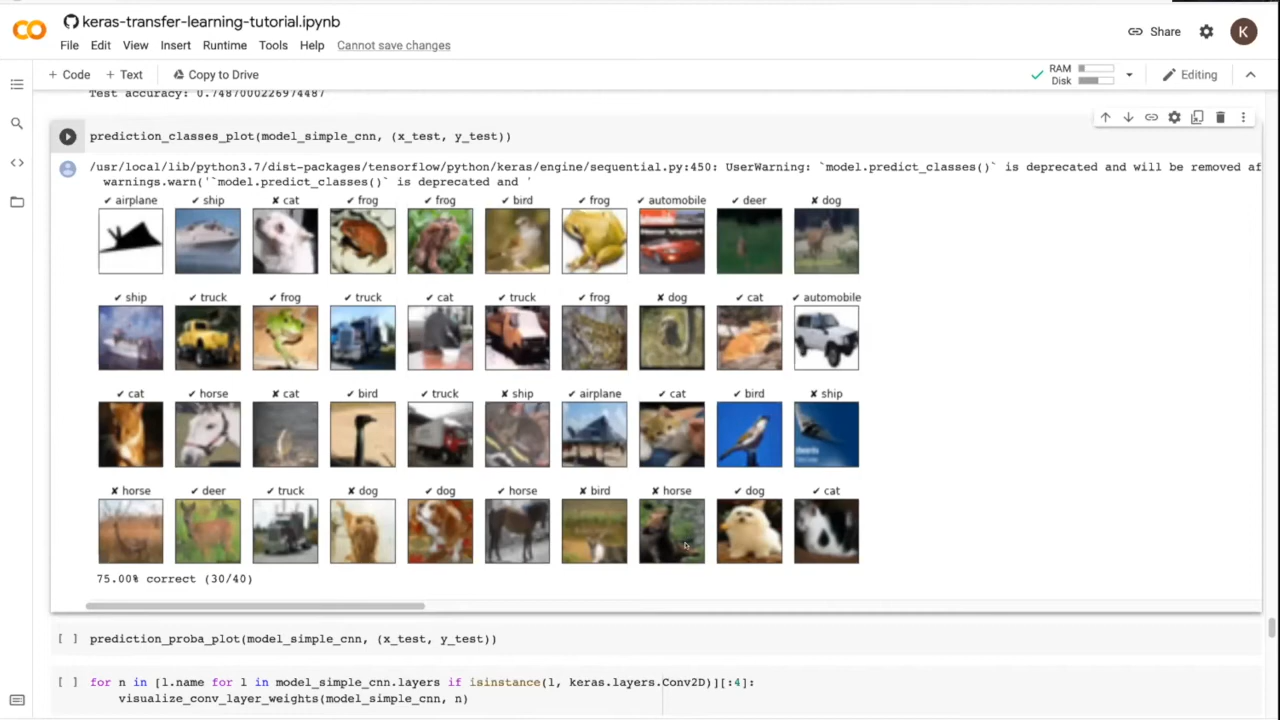 keras-transfer-learning-tutorial.ipynb
File Edit View Insert Runtime Tools Help Cannot save changes
Share K
+ Code + Text Copy to Drive
RAM
Disk
Editing
Test accuracy: 0.7487000226974487
prediction_classes_plot(model_simple_cnn, (x_test, y_test))
/usr/local/lib/python3.7/dist-packages/tensorflow/python/keras/engine/sequential.py:450: UserWarning: `model.predict_classes()` is deprecated and will be removed af
warnings.warn('`model.predict_classes()` is deprecated and '
✔ airplane ✔ ship ✘ cat ✔ frog ✔ frog ✔ bird ✔ frog ✔ automobile ✔ deer ✘ dog
✔ ship ✔ truck ✔ frog ✔ truck ✔ cat ✔ truck ✔ frog ✘ dog ✔ cat ✔ automobile
✔ cat ✔ horse ✘ cat ✔ bird ✔ truck ✘ ship ✔ airplane ✔ cat ✔ bird ✘ ship
✘ horse ✔ deer ✔ truck ✘ dog ✔ dog ✔ horse ✘ bird ✘ horse ✔ dog ✔ cat
75.00% correct (30/40)
[ ] prediction_proba_plot(model_simple_cnn, (x_test, y_test))
[ ] for n in [l.name for l in model_simple_cnn.layers if isinstance(l, keras.layers.Conv2D)][:4]:
visualize_conv_layer_weights(model_simple_cnn, n)